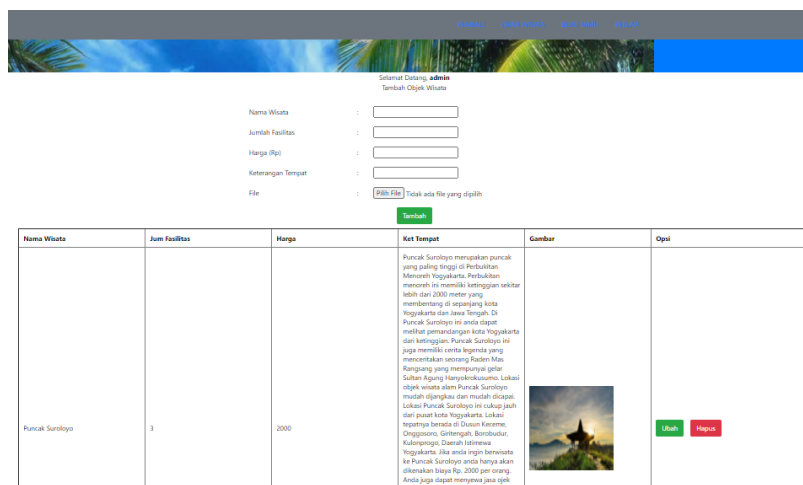 Selamat Datang, admin
Tambah Objek Wisata
Nama Wisata :
Jumlah Fasilitas :
Harga (Rp) :
Keterangan Tempat :
File : Pilih File Tidak ada file yang dipilih
Tambah
Nama Wisata Jum Fasilitas Harga Ket Tempat Gambar Opsi
Puncak Suroloyo 3 2000
Puncak Suroloyo merupakan puncak
yang paling tinggi di Perbukitan
Menoreh Yogyakarta. Perbukitan
menoreh ini memiliki ketinggian sekitar
lebih dari 2000 meter yang
membentang di sepanjang kota
Yogyakarta dan Jawa Tengah. Di
Puncak Suroloyo ini anda dapat
melihat pemandangan kota Yogyakarta
dari ketinggian. Puncak Suroloyo ini
juga memiliki cerita legenda yang
menceritakan seorang Raden Mas
Rangsang yang mempunyai gelar
Sultan Agung Hanyokrokusumo. Lokasi
objek wisata alam Puncak Suroloyo
mudah dijangkau dan mudah dicapai.
Lokasi Puncak Suroloyo ini cukup jauh
dari pusat kota Yogyakarta. Lokasi
tepatnya berada di Dusun Keceme,
Onggosoro, Giritengah, Borobudur,
Kulonprogo, Daerah Istimewa
Yogyakarta. Jika anda ingin berwisata
ke Puncak Suroloyo anda hanya akan
dikenakan biaya Rp. 2000 per orang.
Anda juga dapat menyewa jasa ojek
Ubah Hapus